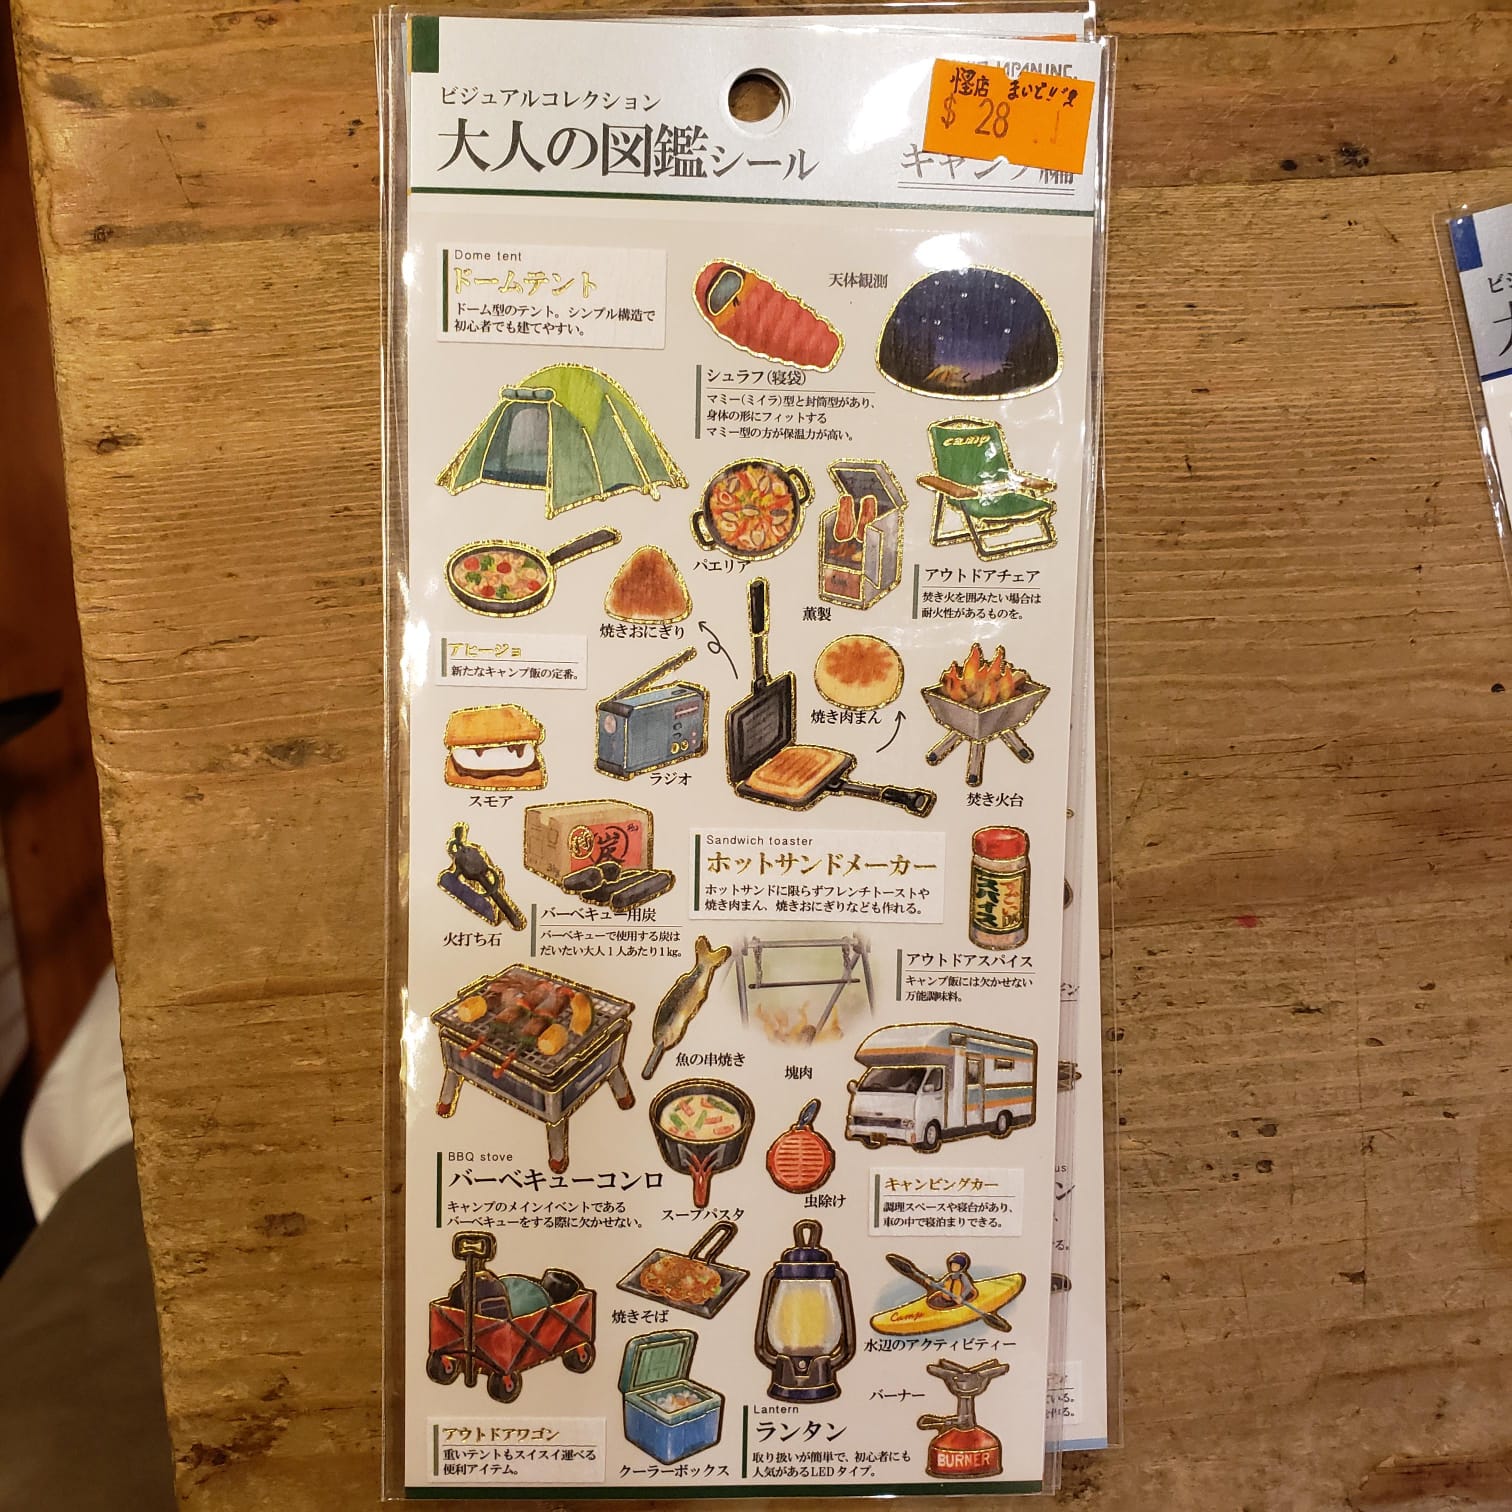 ビジュアルコレクション
大人の図鑑シール
JAPAN INC.
怪店 まいど!!
$ 28
キャンプ編
Dome tent
ドームテント
ドーム型のテント。シンプル構造で
初心者でも建てやすい。
天体観測
シュラフ(寝袋)
マミー(ミイラ)型と封筒型があり、
身体の形にフィットする
マミー型の方が保温力が高い。
camp
パエリア
薫製
アウトドアチェア
焚き火を囲みたい場合は
耐火性があるものを。
焼きおにぎり
アヒージョ
新たなキャンプ飯の定番。
焼き肉まん
ラジオ
スモア
焚き火台
炭
Sandwich toaster
ホットサンドメーカー
ホットサンドに限らずフレンチトーストや
焼き肉まん、焼きおにぎりなども作れる。
スパイス
火打ち石
バーベキュー用炭
バーベキューで使用する炭は
だいたい大人1人あたり1kg。
アウトドアスパイス
キャンプ飯には欠かせない
万能調味料。
魚の串焼き
塊肉
BBQ stove
バーベキューコンロ
キャンプのメインイベントである
バーベキューをする際に欠かせない。
スープパスタ
虫除け
キャンピングカー
調理スペースや寝台があり、
車の中で寝泊まりできる。
焼きそば
Camp
水辺のアクティビティー
バーナー
BURNER
アウトドアワゴン
重いテントもスイスイ運べる
便利アイテム。
クーラーボックス
Lantern
ランタン
取り扱いが簡単で、初心者にも
人気があるLEDタイプ。